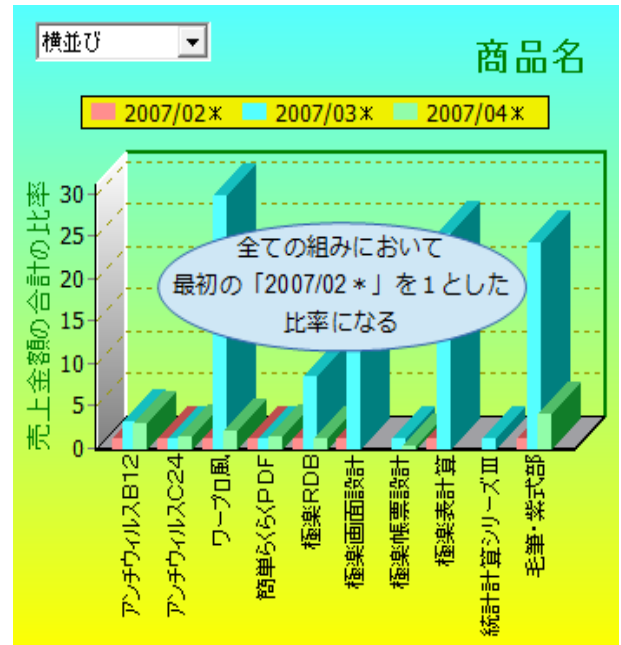 横並び
商品名
2007/02* 2007/03* 2007/04*
売上金額の合計の比率
30
25
20
15
10
5
0
全ての組みにおいて
最初の「2007/02*」を1とした
比率になる
アンチウィルスB12
アンチウィルスC24
ワープロ風
簡単らくらくPDF
極楽RDB
極楽画面設計
極楽帳票設計
極楽表計算
統計計算シリーズⅢ
毛筆・紫式部